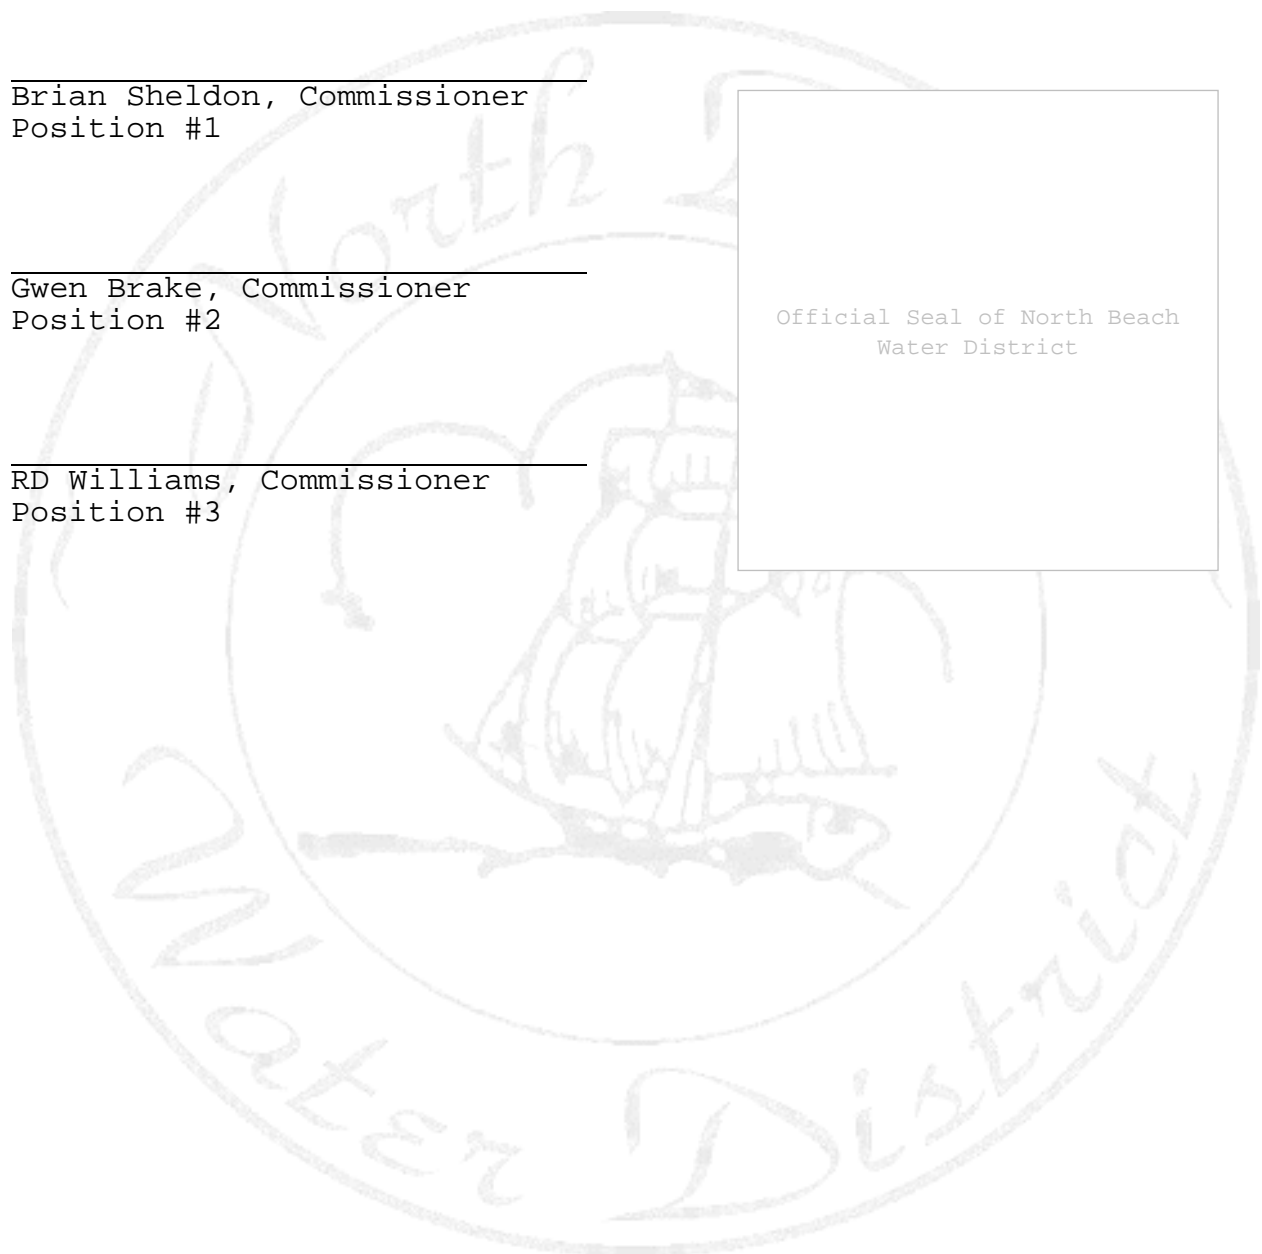 Brian Sheldon, Commissioner
Position #1
Gwen Brake, Commissioner
Position #2
RD Williams, Commissioner
Position #3
Official Seal of North Beach
Water District
North
Water District